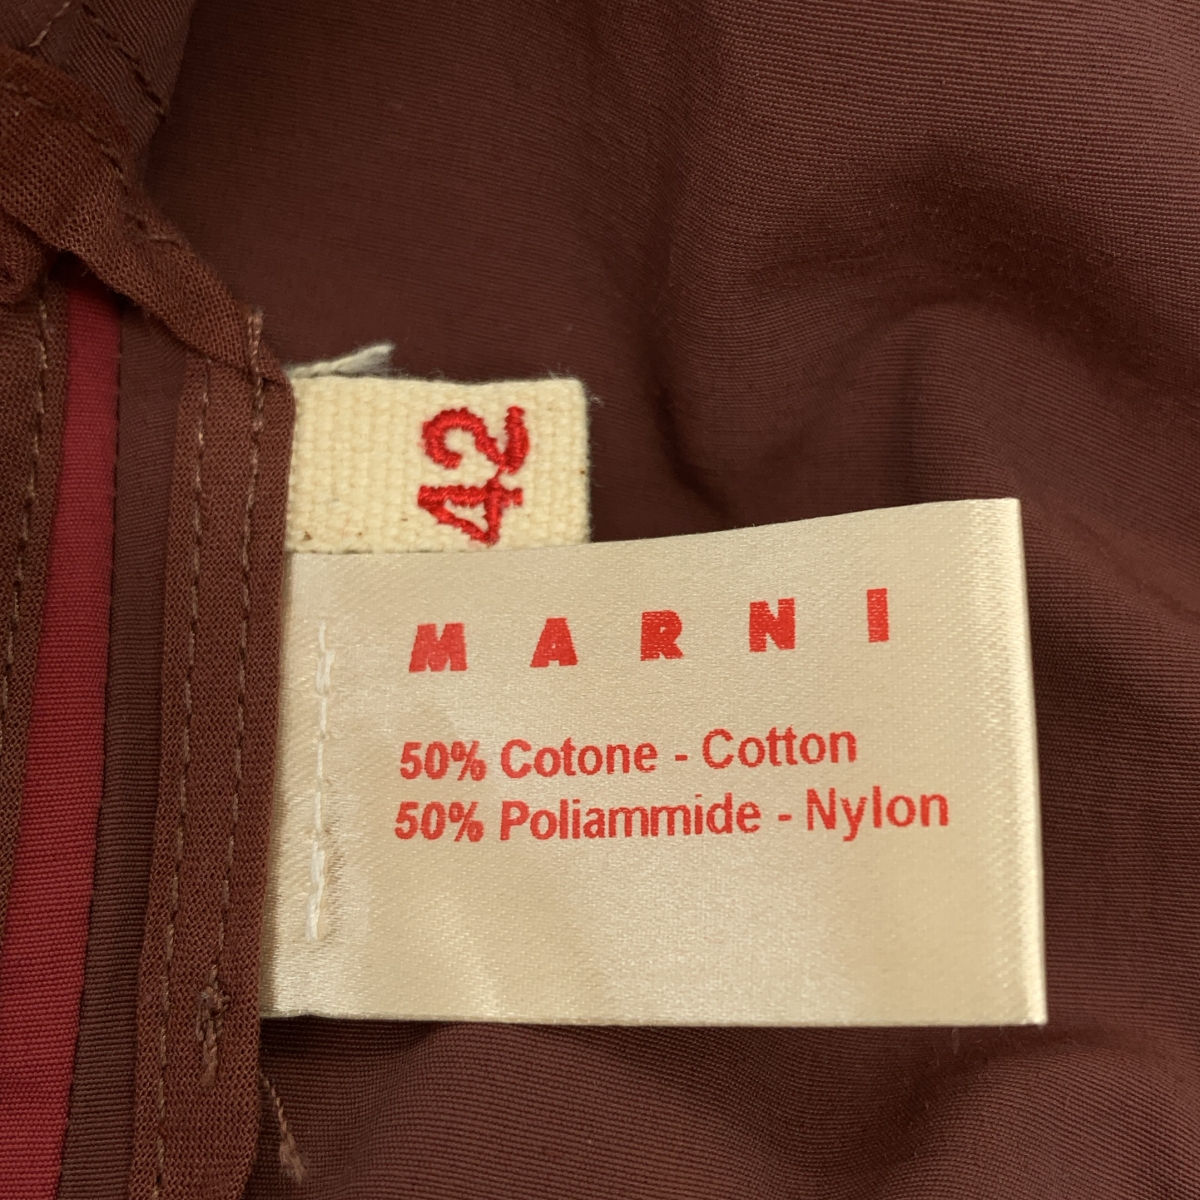 42
MARNI
50% Cotone - Cotton
50% Poliammide - Nylon